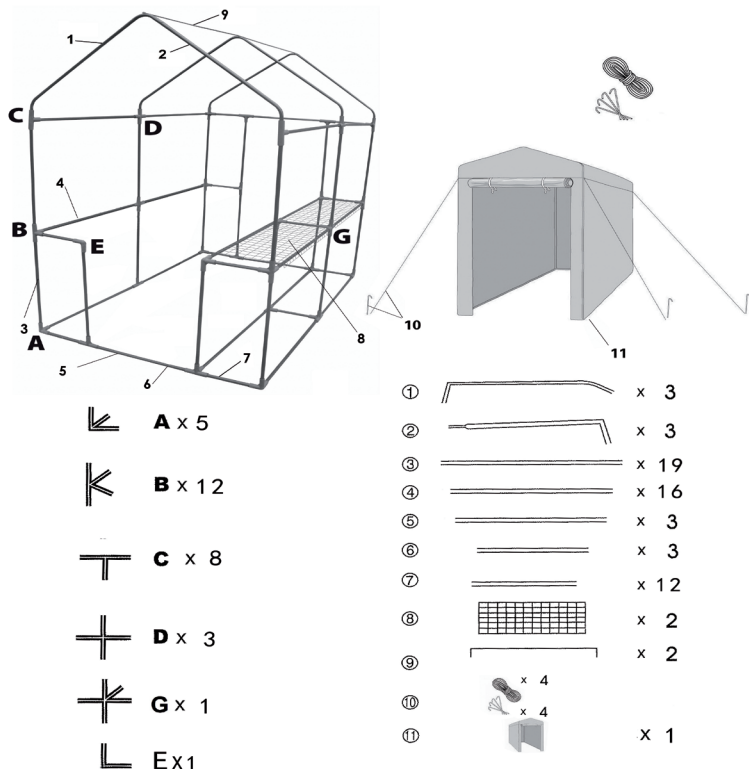 9
1
2
C
D
4
B
E
G
3
A
8
5
6
7
10
11
A x 5
B x 12
C x 8
D x 3
G x 1
E x 1
① x 3
② x 3
③ x 19
④ x 16
⑤ x 3
⑥ x 3
⑦ x 12
⑧ x 2
⑨ x 2
⑩ x 4
x 4
⑪ x 1